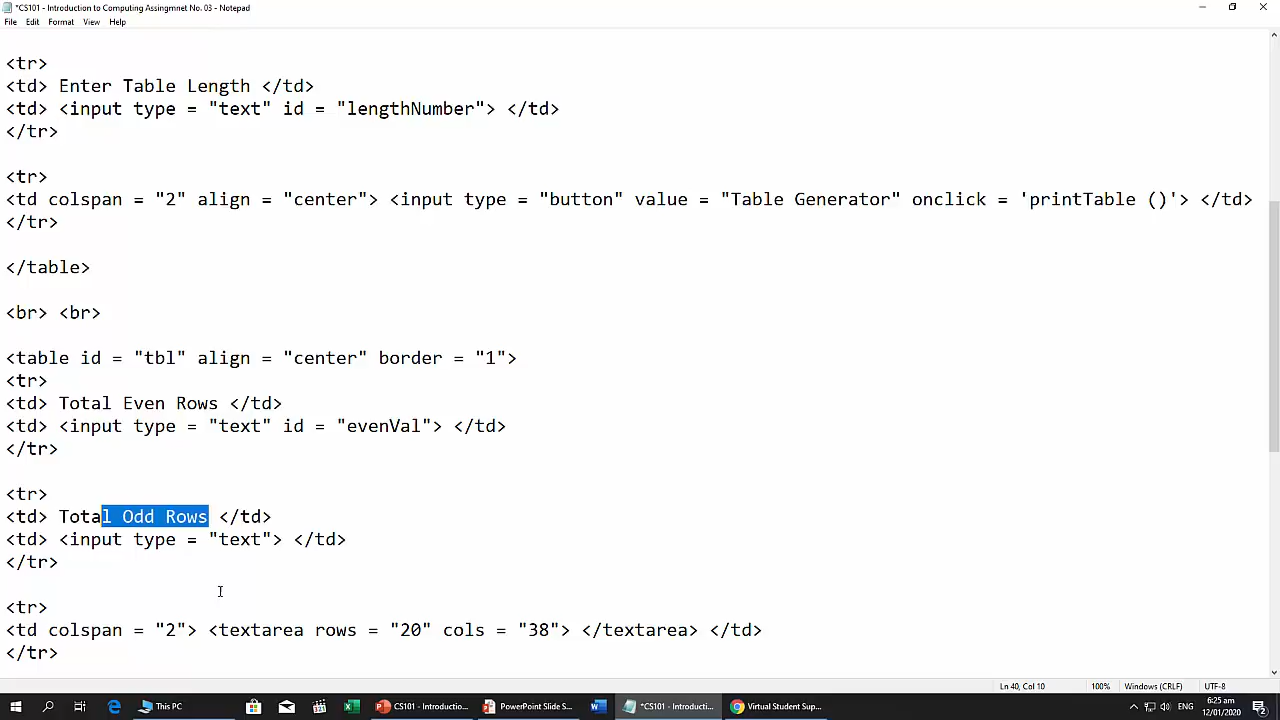 *CS101 - Introduction to Computing Assingmnet No. 03 - Notepad
File Edit Format View Help
<tr>
<td> Enter Table Length </td>
<td> <input type = "text" id = "lengthNumber"> </td>
</tr>
<tr>
<td colspan = "2" align = "center"> <input type = "button" value = "Table Generator" onclick = 'printTable ()'> </td>
</tr>
</table>
<br> <br>
<table id = "tbl" align = "center" border = "1">
<tr>
<td> Total Even Rows </td>
<td> <input type = "text" id = "evenVal"> </td>
</tr>
<tr>
<td> Total Odd Rows </td>
<td> <input type = "text"> </td>
</tr>
<tr>
<td colspan = "2"> <textarea rows = "20" cols = "38"> </textarea> </td>
</tr>
Ln 40, Col 10 100% Windows (CRLF) UTF-8
This PC CS101 - Introductio... PowerPoint Slide S... *CS101 - Introducti... Virtual Student Sup... ENG 6:25 am
12/01/2020